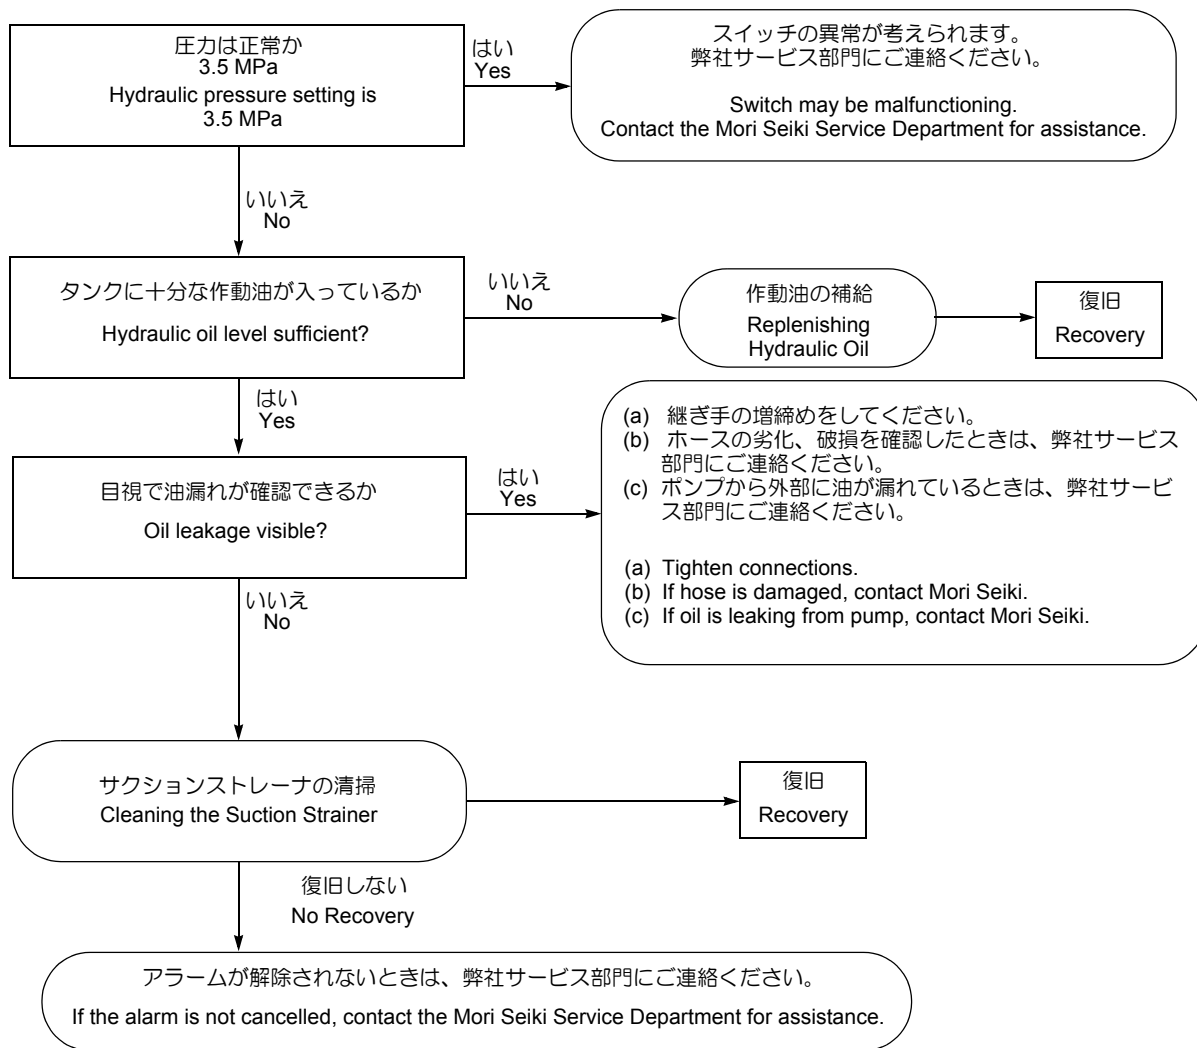 圧力は正常か
3.5 MPa
Hydraulic pressure setting is
3.5 MPa
はい
Yes
スイッチの異常が考えられます。
弊社サービス部門にご連絡ください。
Switch may be malfunctioning.
Contact the Mori Seiki Service Department for assistance.
いいえ
No
タンクに十分な作動油が入っているか
Hydraulic oil level sufficient?
いいえ
No
作動油の補給
Replenishing
Hydraulic Oil
復旧
Recovery
はい
Yes
目視で油漏れが確認できるか
Oil leakage visible?
はい
Yes
(a) 継ぎ手の増締めをしてください。
(b) ホースの劣化、破損を確認したときは、弊社サービス
部門にご連絡ください。
(c) ポンプから外部に油が漏れているときは、弊社サービ
ス部門にご連絡ください。
(a) Tighten connections.
(b) If hose is damaged, contact Mori Seiki.
(c) If oil is leaking from pump, contact Mori Seiki.
いいえ
No
サクションストレーナの清掃
Cleaning the Suction Strainer
復旧
Recovery
復旧しない
No Recovery
アラームが解除されないときは、弊社サービス部門にご連絡ください。
If the alarm is not cancelled, contact the Mori Seiki Service Department for assistance.